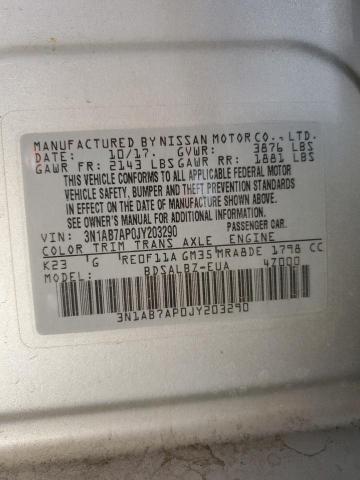 MANUFACTURED BY NISSAN MOTOR CO., LTD.
DATE: 10/17. GVWR: 3876 LBS
GAWR FR: 2143 LBS GAWR RR: 1881 LBS
THIS VEHICLE CONFORMS TO ALL APPLICABLE FEDERAL MOTOR
VEHICLE SAFETY, BUMPER AND THEFT PREVENTION STANDARDS
IN EFFECT ON THE DATE OF MANUFACTURE SHOWN ABOVE.
SEE OWNER'S MANUAL FOR ADDITIONAL INFORMATION
VIN: 3N1AB7AP0JY203290 PASSENGER CAR.
COLOR TRIM TRANS AXLE ENGINE
K23 G RE0F11A GM35 MRA8DE 1798 CC
MODEL: BDSALBZ-EUA 47000
3N1AB7AP0JY203290